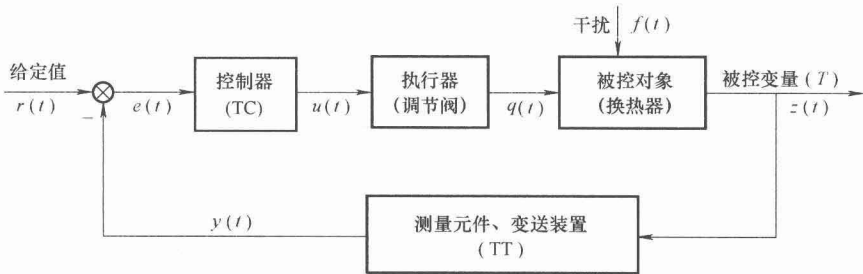 干扰 f(t)
给定值
r(t)
−
e(t)
控制器
(TC)
u(t)
执行器
(调节阀)
q(t)
被控对象
(换热器)
被控变量(T)
z(t)
y(t)
测量元件、变送装置
(TT)